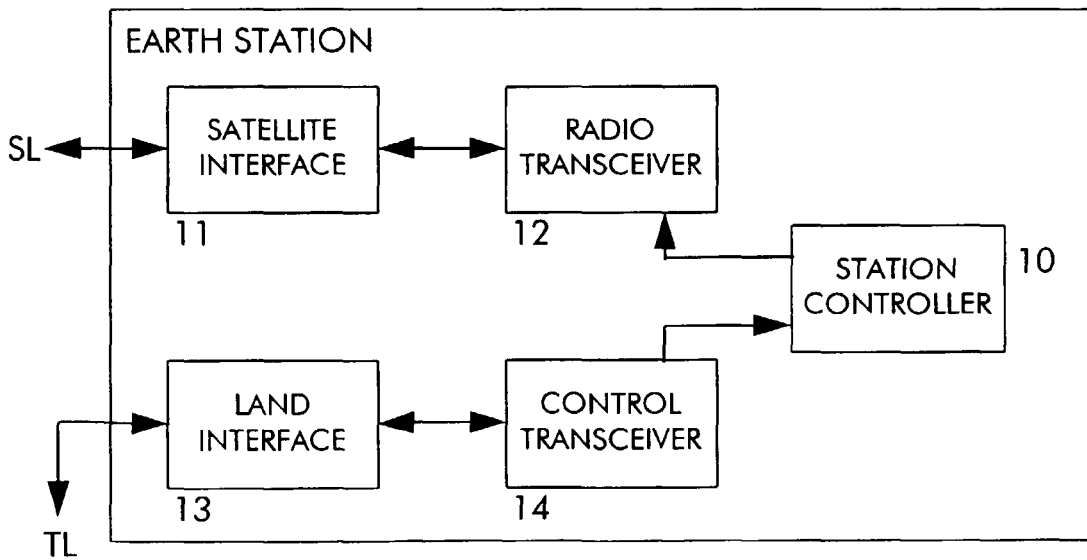 EARTH STATION
SL
SATELLITE
INTERFACE
11
RADIO
TRANSCEIVER
12
STATION
CONTROLLER
10
LAND
INTERFACE
13
CONTROL
TRANSCEIVER
14
TL